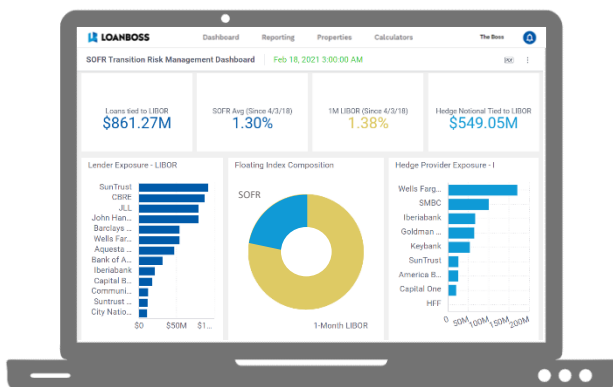 LOANBOSS
Dashboard Reporting Properties Calculators The Boss
SOFR Transition Risk Management Dashboard Feb 18, 2021 3:00:00 AM
Loans tied to LIBOR
$861.27M
SOFR Avg (Since 4/3/18)
1.30%
1M LIBOR (Since 4/3/18)
1.38%
Hedge Notional Tied to LIBOR
$549.05M
Lender Exposure - LIBOR
SunTrust
CBRE
JLL
John Han...
Barclays ...
Wells Far...
Aquesta ...
Bank of A...
Iberiabank
Capital B...
Communi...
Suntrust ...
City Natio...
$0 $50M $1...
Floating Index Composition
SOFR
1-Month LIBOR
Hedge Provider Exposure - l
Wells Farg...
SMBC
Iberiabank
Goldman ...
Keybank
SunTrust
America B...
Capital One
HFF
0 50M 100M 150M 200M